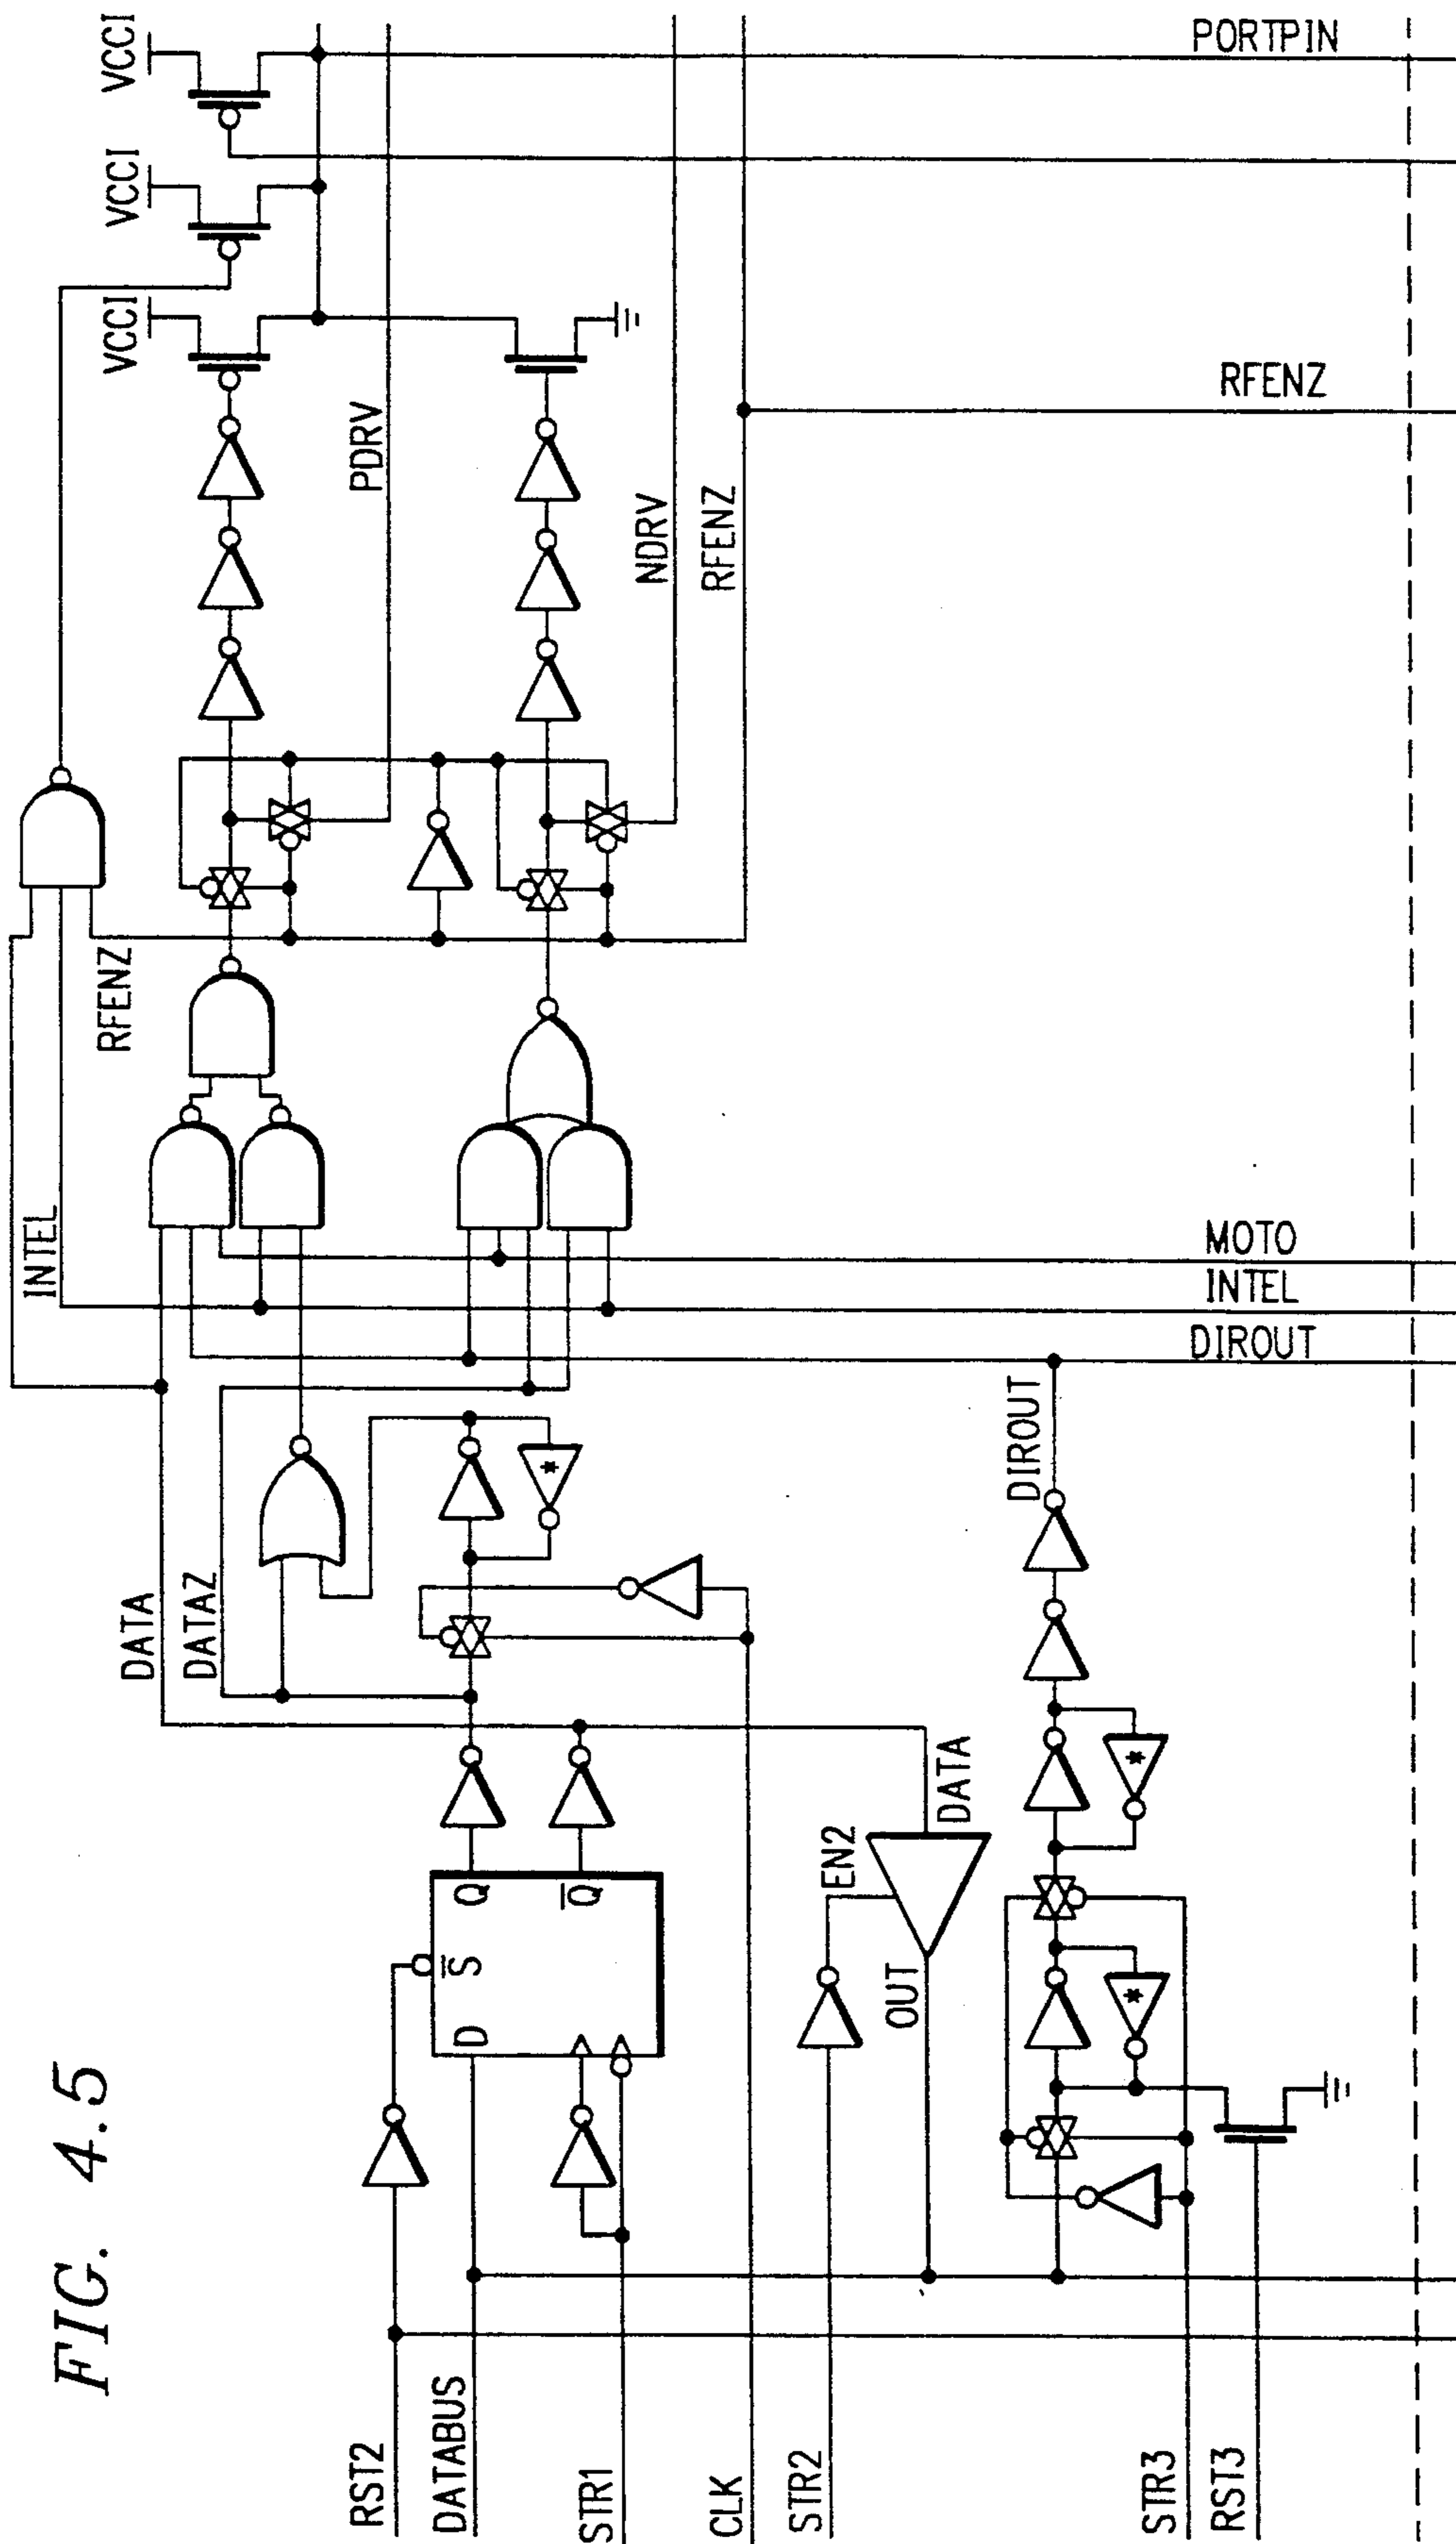 FIG. 4.5
RST2
DATABUS
STR1
CLK
STR2
STR3
RST3
D
S
Q
Q
EN2
OUT
DATA
DATA
DATAZ
DIROUT
INTEL
RFENZ
VCCI
VCCI
VCCI
PDRV
NDRV
RFENZ
*
*
*
PORTPIN
RFENZ
MOTO
INTEL
DIROUT